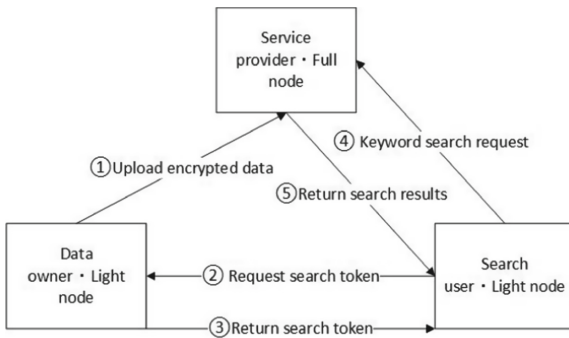 Service
provider・Full
node
④ Keyword search request
①Upload encrypted data
⑤Return search results
Data
owner・Light
node
② Request search token
Search
user・Light node
③Return search token